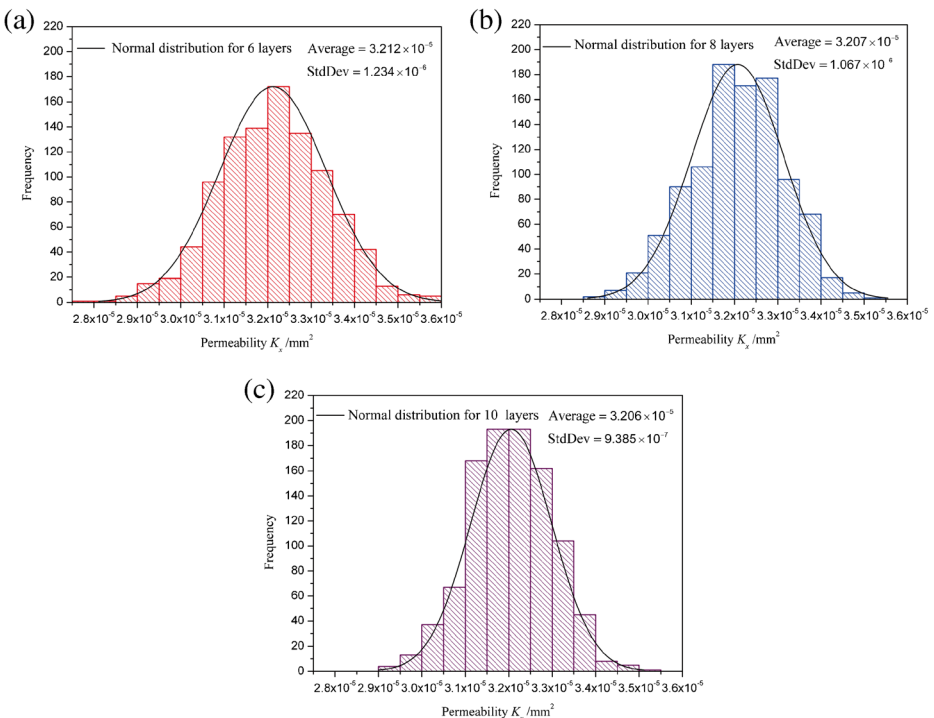 (a)
220
200
180
160
140
120
100
80
60
40
20
0
Frequency
Normal distribution for 6 layers
Average = 3.212×10⁻⁵
StdDev = 1.234×10⁻⁶
2.8x10⁻⁵ 2.9x10⁻⁵ 3.0x10⁻⁵ 3.1x10⁻⁵ 3.2x10⁻⁵ 3.3x10⁻⁵ 3.4x10⁻⁵ 3.5x10⁻⁵ 3.6x10⁻⁵
Permeability Kₓ /mm²
(b)
220
200
180
160
140
120
100
80
60
40
20
0
Frequency
Normal distribution for 8 layers
Average = 3.207×10⁻⁵
StdDev = 1.067×10⁻⁶
2.8x10⁻⁵ 2.9x10⁻⁵ 3.0x10⁻⁵ 3.1x10⁻⁵ 3.2x10⁻⁵ 3.3x10⁻⁵ 3.4x10⁻⁵ 3.5x10⁻⁵ 3.6x10⁻⁵
Permeability Kₓ /mm²
(c)
220
200
180
160
140
120
100
80
60
40
20
0
Frequency
Normal distribution for 10 layers
Average = 3.206×10⁻⁵
StdDev = 9.385×10⁻⁷
2.8x10⁻⁵ 2.9x10⁻⁵ 3.0x10⁻⁵ 3.1x10⁻⁵ 3.2x10⁻⁵ 3.3x10⁻⁵ 3.4x10⁻⁵ 3.5x10⁻⁵ 3.6x10⁻⁵
Permeability Kₓ /mm²